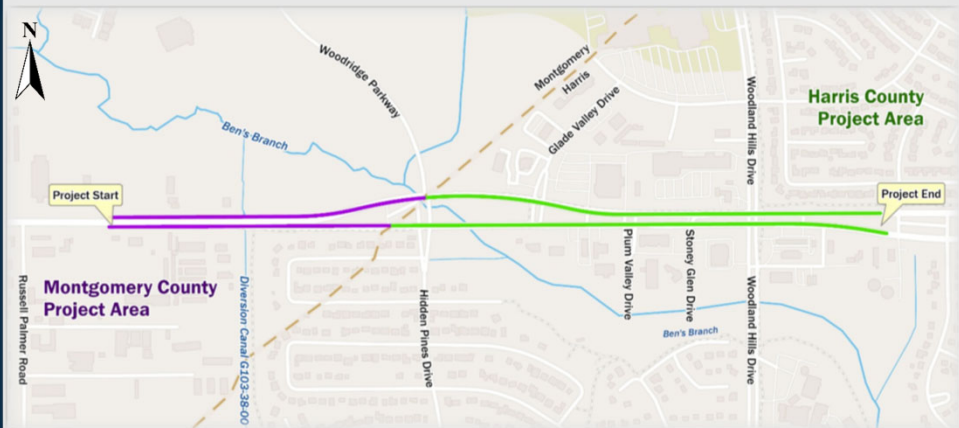 N
Woodridge Parkway
Montgomery
Harris
Glade Valley Drive
Woodland Hills Drive
Harris County
Project Area
Ben's Branch
Project Start
Project End
Montgomery County
Project Area
Russell Palmer Road
Diversion Canal G103-38-00
Hidden Pines Drive
Plum Valley Drive
Stoney Glen Drive
Woodland Hills Drive
Ben's Branch